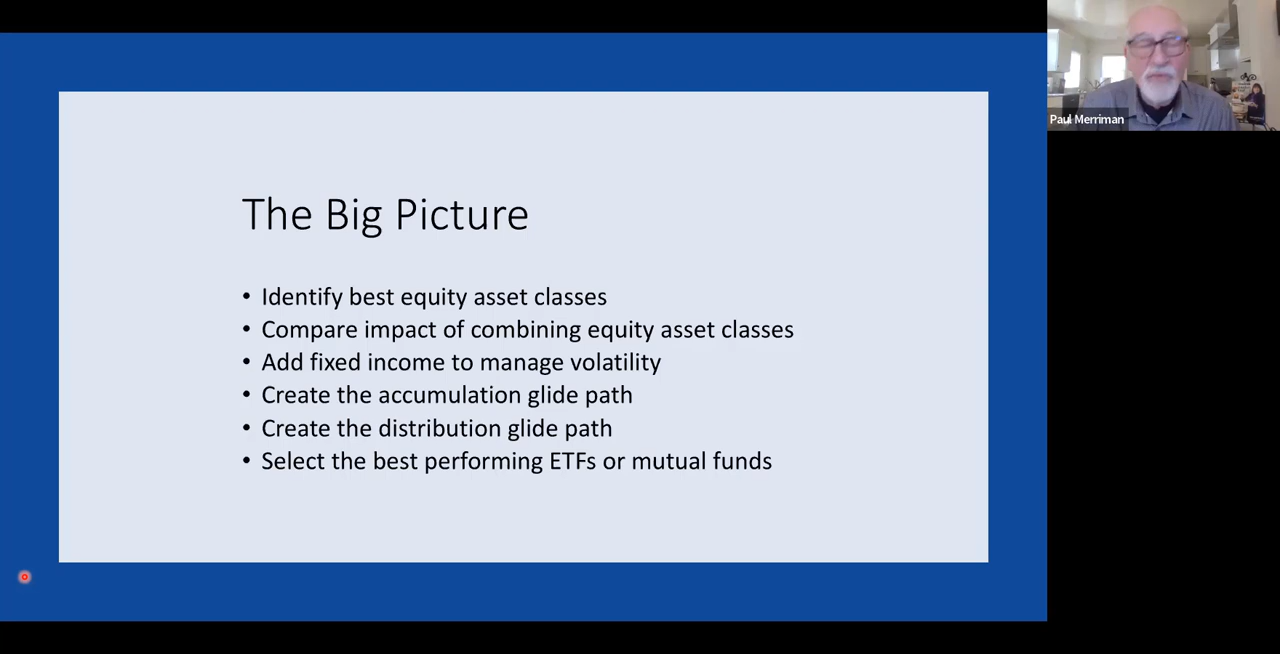 The Big Picture
• Identify best equity asset classes
• Compare impact of combining equity asset classes
• Add fixed income to manage volatility
• Create the accumulation glide path
• Create the distribution glide path
• Select the best performing ETFs or mutual funds
Paul Merriman